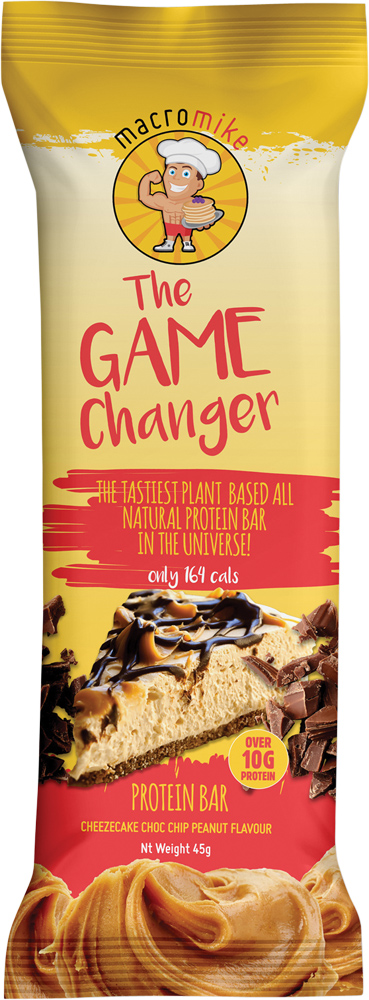 macromike
The
GAME
Changer
THE TASTIEST PLANT BASED ALL
NATURAL PROTEIN BAR
IN THE UNIVERSE!
only 164 cals
OVER
10G
PROTEIN
PROTEIN BAR
CHEEZECAKE CHOC CHIP PEANUT FLAVOUR
Nt Weight 45g